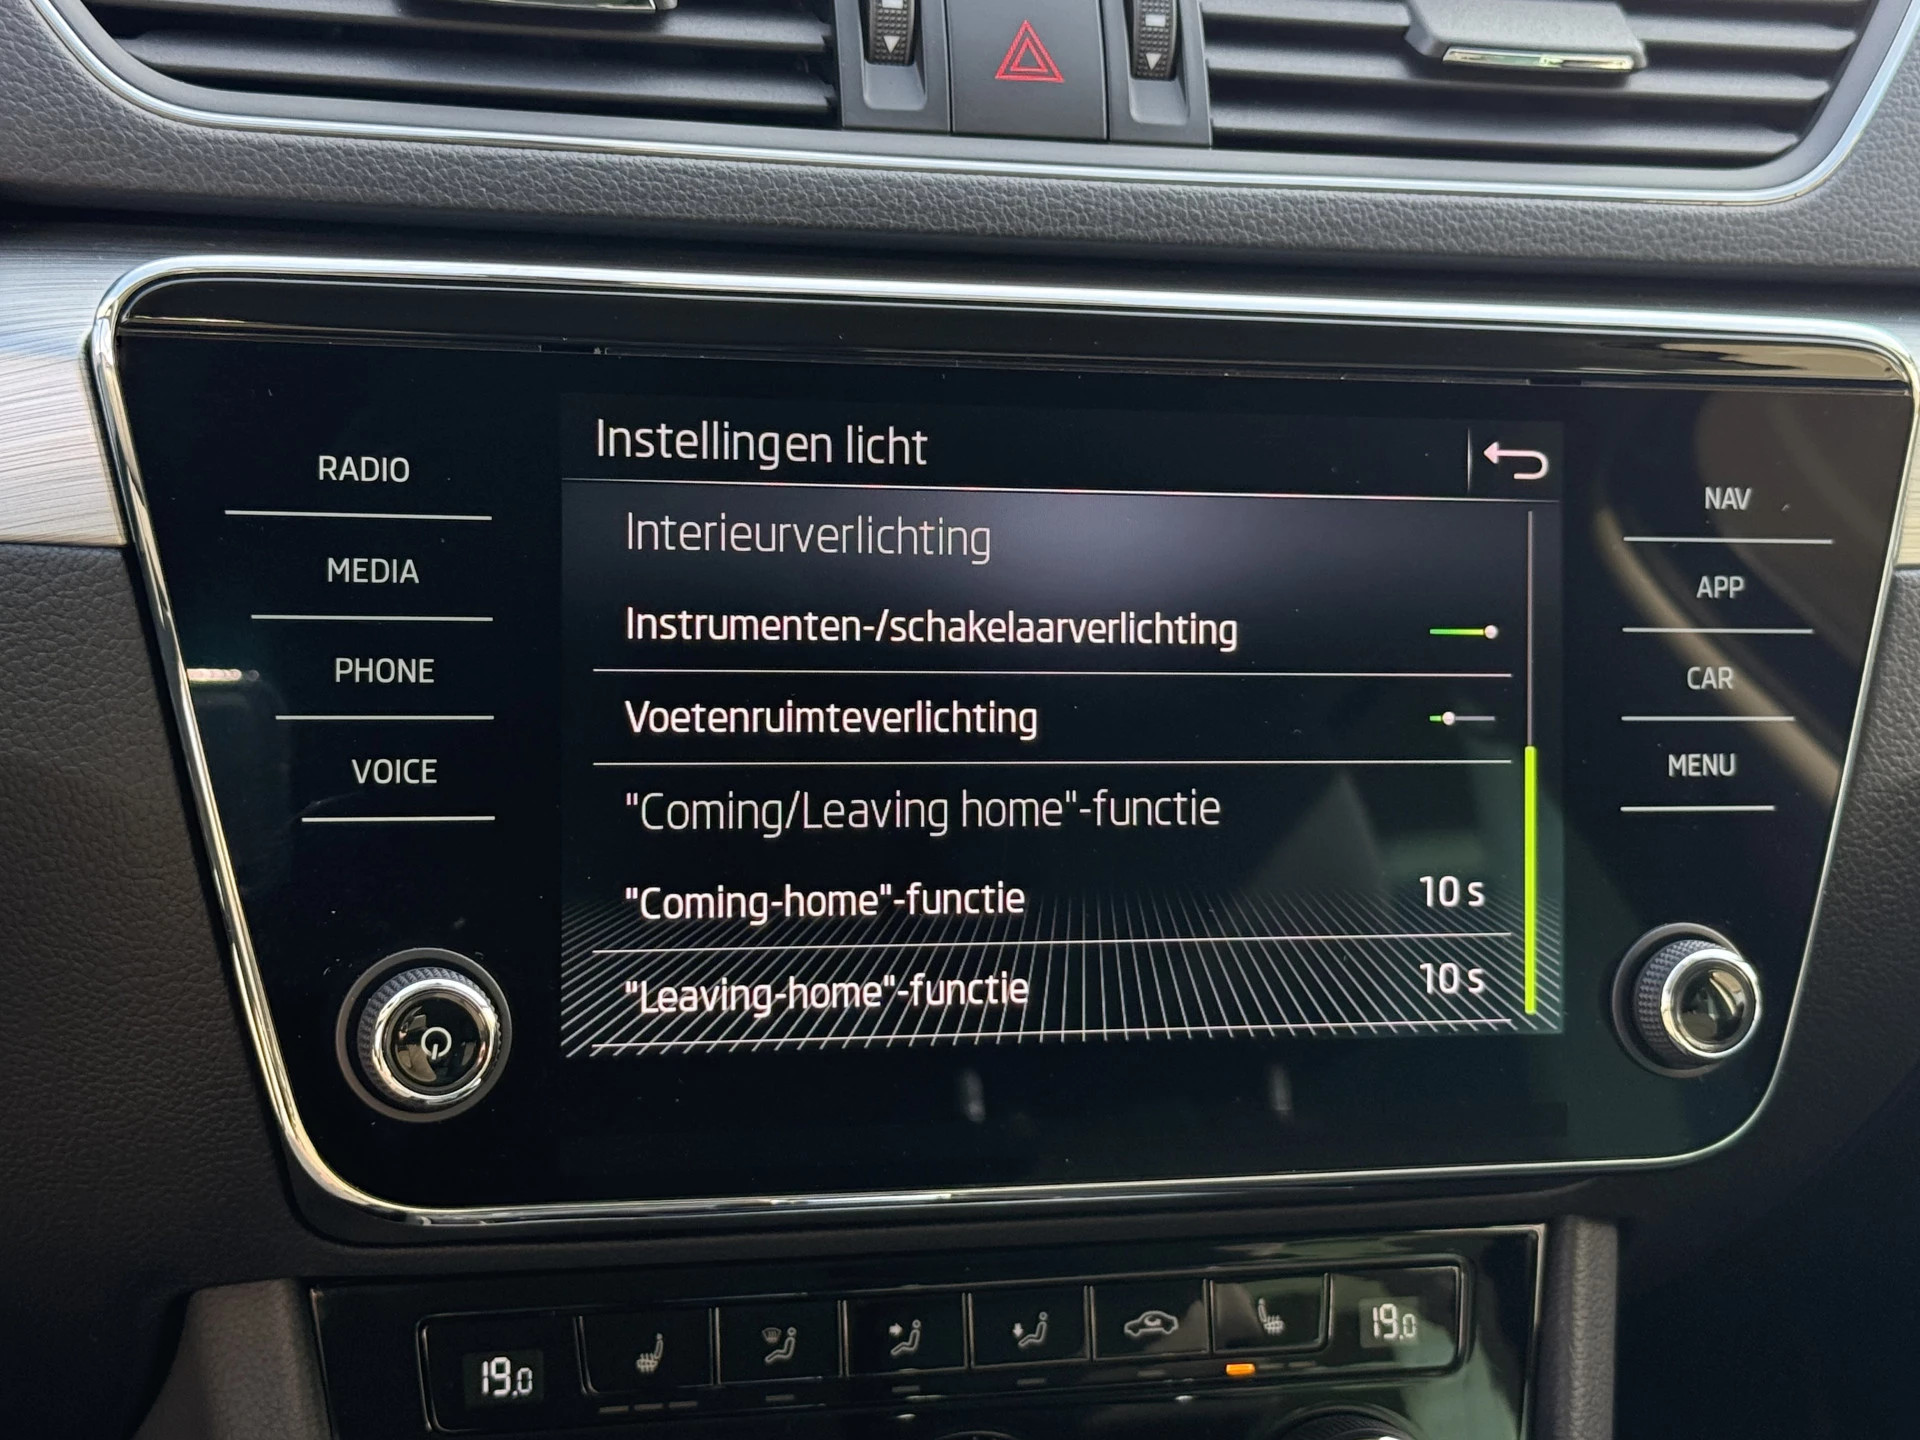 Instellingen licht
RADIO
MEDIA
PHONE
VOICE
Interieurverlichting
Instrumenten-/schakelaarverlichting
Voetenruimteverlichting
"Coming/Leaving home"-functie
"Coming-home"-functie 10 s
"Leaving-home"-functie 10 s
NAV
APP
CAR
MENU
19.0
19.0